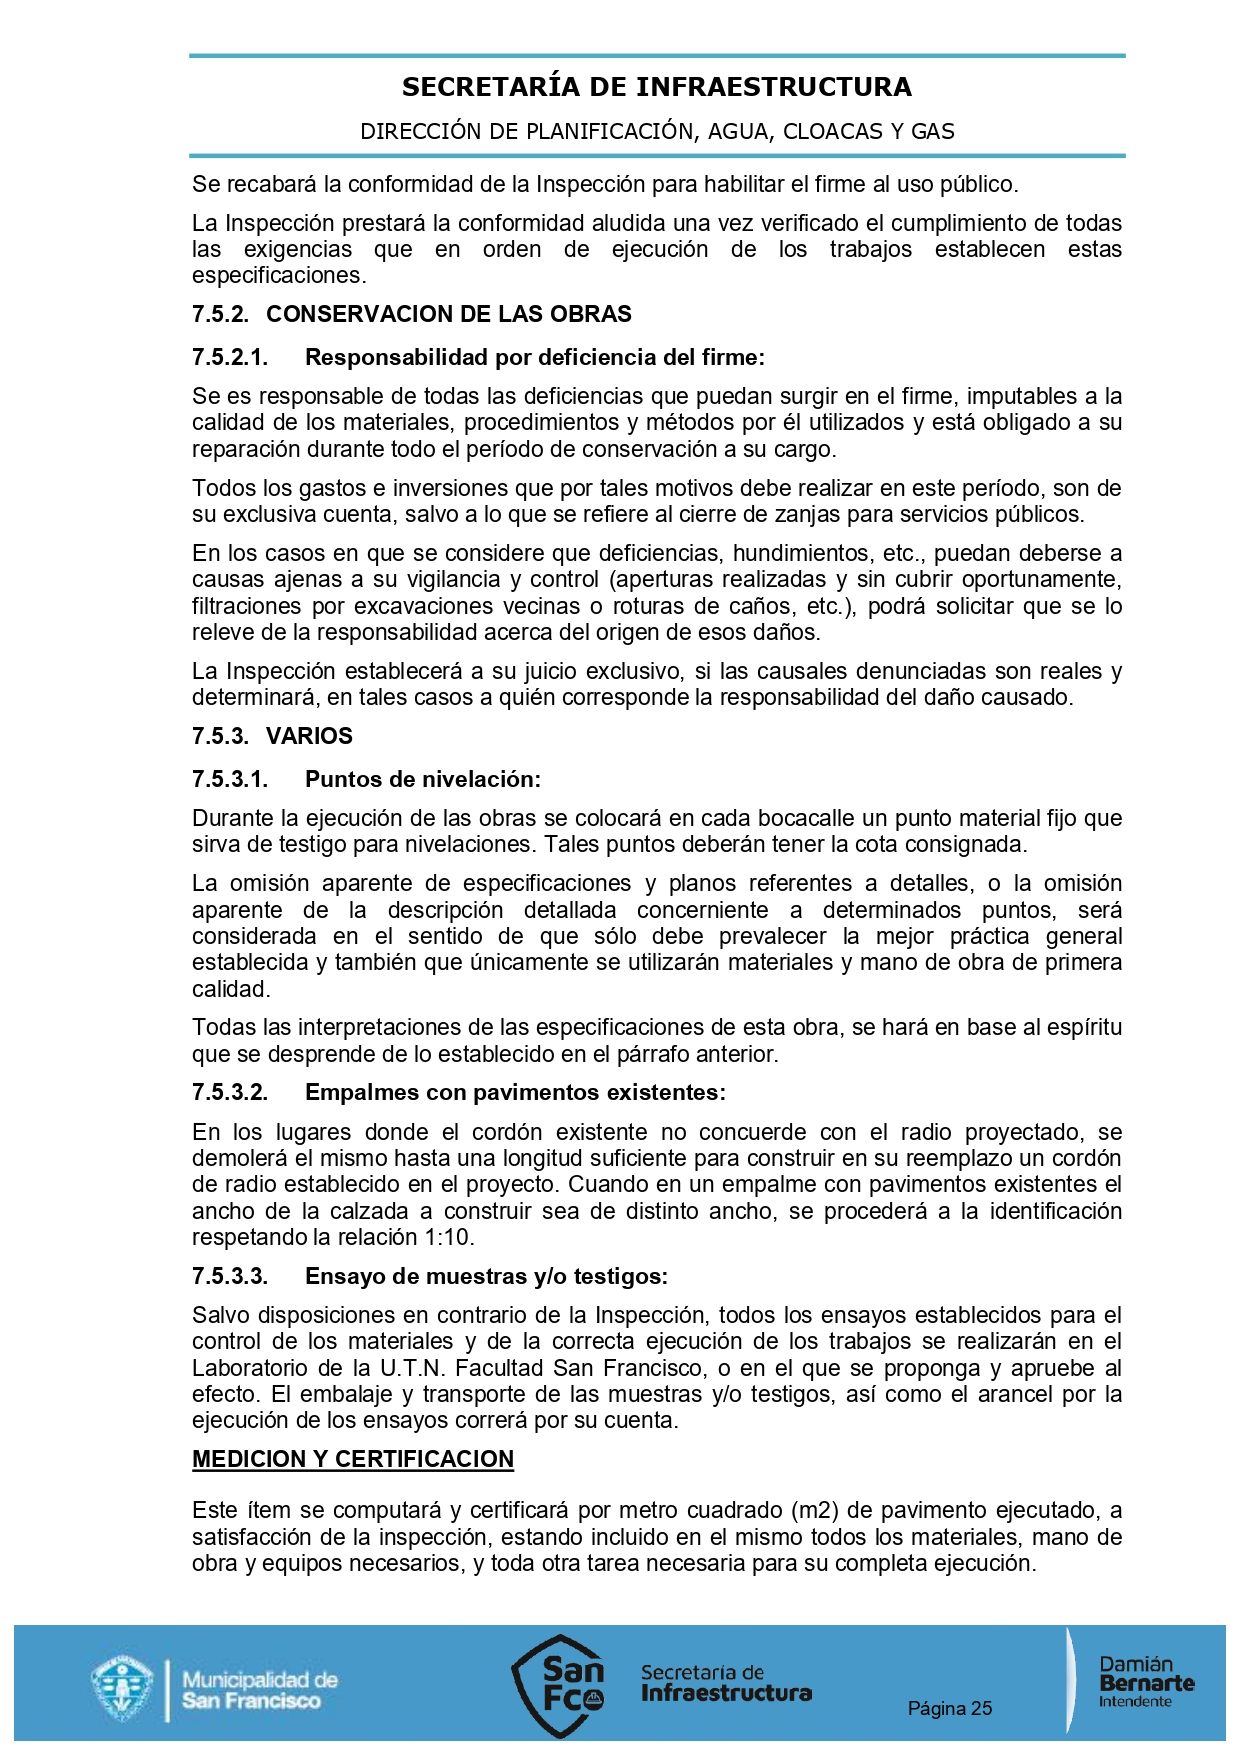 SECRETARÍA DE INFRAESTRUCTURA
DIRECCIÓN DE PLANIFICACIÓN, AGUA, CLOACAS Y GAS
Se recabará la conformidad de la Inspección para habilitar el firme al uso público.
La Inspección prestará la conformidad aludida una vez verificado el cumplimiento de todas
las exigencias que en orden de ejecución de los trabajos establecen estas
especificaciones.
7.5.2. CONSERVACION DE LAS OBRAS
7.5.2.1. Responsabilidad por deficiencia del firme:
Se es responsable de todas las deficiencias que puedan surgir en el firme, imputables a la
calidad de los materiales, procedimientos y métodos por él utilizados y está obligado a su
reparación durante todo el período de conservación a su cargo.
Todos los gastos e inversiones que por tales motivos debe realizar en este período, son de
su exclusiva cuenta, salvo a lo que se refiere al cierre de zanjas para servicios públicos.
En los casos en que se considere que deficiencias, hundimientos, etc., puedan deberse a
causas ajenas a su vigilancia y control (aperturas realizadas y sin cubrir oportunamente,
filtraciones por excavaciones vecinas o roturas de caños, etc.), podrá solicitar que se lo
releve de la responsabilidad acerca del origen de esos daños.
La Inspección establecerá a su juicio exclusivo, si las causales denunciadas son reales y
determinará, en tales casos a quién corresponde la responsabilidad del daño causado.
7.5.3. VARIOS
7.5.3.1. Puntos de nivelación:
Durante la ejecución de las obras se colocará en cada bocacalle un punto material fijo que
sirva de testigo para nivelaciones. Tales puntos deberán tener la cota consignada.
La omisión aparente de especificaciones y planos referentes a detalles, o la omisión
aparente de la descripción detallada concerniente a determinados puntos, será
considerada en el sentido de que sólo debe prevalecer la mejor práctica general
establecida y también que únicamente se utilizarán materiales y mano de obra de primera
calidad.
Todas las interpretaciones de las especificaciones de esta obra, se hará en base al espíritu
que se desprende de lo establecido en el párrafo anterior.
7.5.3.2. Empalmes con pavimentos existentes:
En los lugares donde el cordón existente no concuerde con el radio proyectado, se
demolerá el mismo hasta una longitud suficiente para construir en su reemplazo un cordón
de radio establecido en el proyecto. Cuando en un empalme con pavimentos existentes el
ancho de la calzada a construir sea de distinto ancho, se procederá a la identificación
respetando la relación 1:10.
7.5.3.3. Ensayo de muestras y/o testigos:
Salvo disposiciones en contrario de la Inspección, todos los ensayos establecidos para el
control de los materiales y de la correcta ejecución de los trabajos se realizarán en el
Laboratorio de la U.T.N. Facultad San Francisco, o en el que se proponga y apruebe al
efecto. El embalaje y transporte de las muestras y/o testigos, así como el arancel por la
ejecución de los ensayos correrá por su cuenta.
MEDICION Y CERTIFICACION
Este ítem se computará y certificará por metro cuadrado (m2) de pavimento ejecutado, a
satisfacción de la inspección, estando incluido en el mismo todos los materiales, mano de
obra y equipos necesarios, y toda otra tarea necesaria para su completa ejecución.
Municipalidad de
San Francisco
San
Fco
Secretaría de
Infraestructura
Página 25
Damián
Bernarte
Intendente